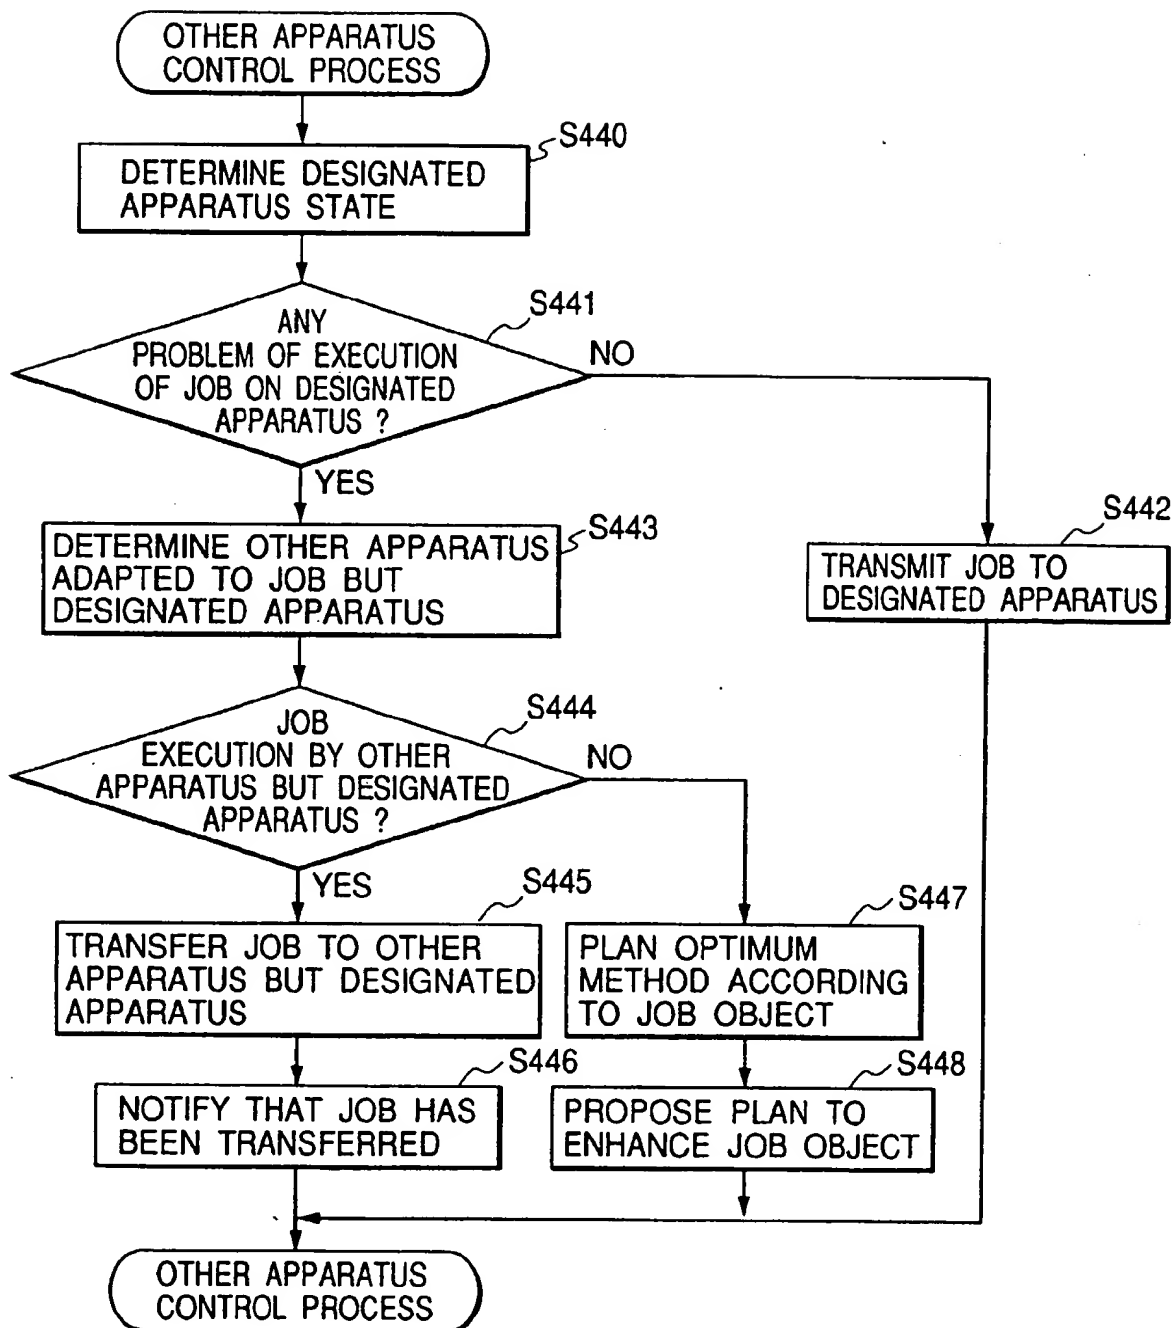 OTHER APPARATUS
CONTROL PROCESS
S440
DETERMINE DESIGNATED
APPARATUS STATE
S441
ANY
PROBLEM OF EXECUTION
OF JOB ON DESIGNATED
APPARATUS ?
NO
YES
S442
TRANSMIT JOB TO
DESIGNATED APPARATUS
S443
DETERMINE OTHER APPARATUS
ADAPTED TO JOB BUT
DESIGNATED APPARATUS
S444
JOB
EXECUTION BY OTHER
APPARATUS BUT DESIGNATED
APPARATUS ?
NO
YES
S445
TRANSFER JOB TO OTHER
APPARATUS BUT DESIGNATED
APPARATUS
S447
PLAN OPTIMUM
METHOD ACCORDING
TO JOB OBJECT
S446
NOTIFY THAT JOB HAS
BEEN TRANSFERRED
S448
PROPOSE PLAN TO
ENHANCE JOB OBJECT
OTHER APPARATUS
CONTROL PROCESS